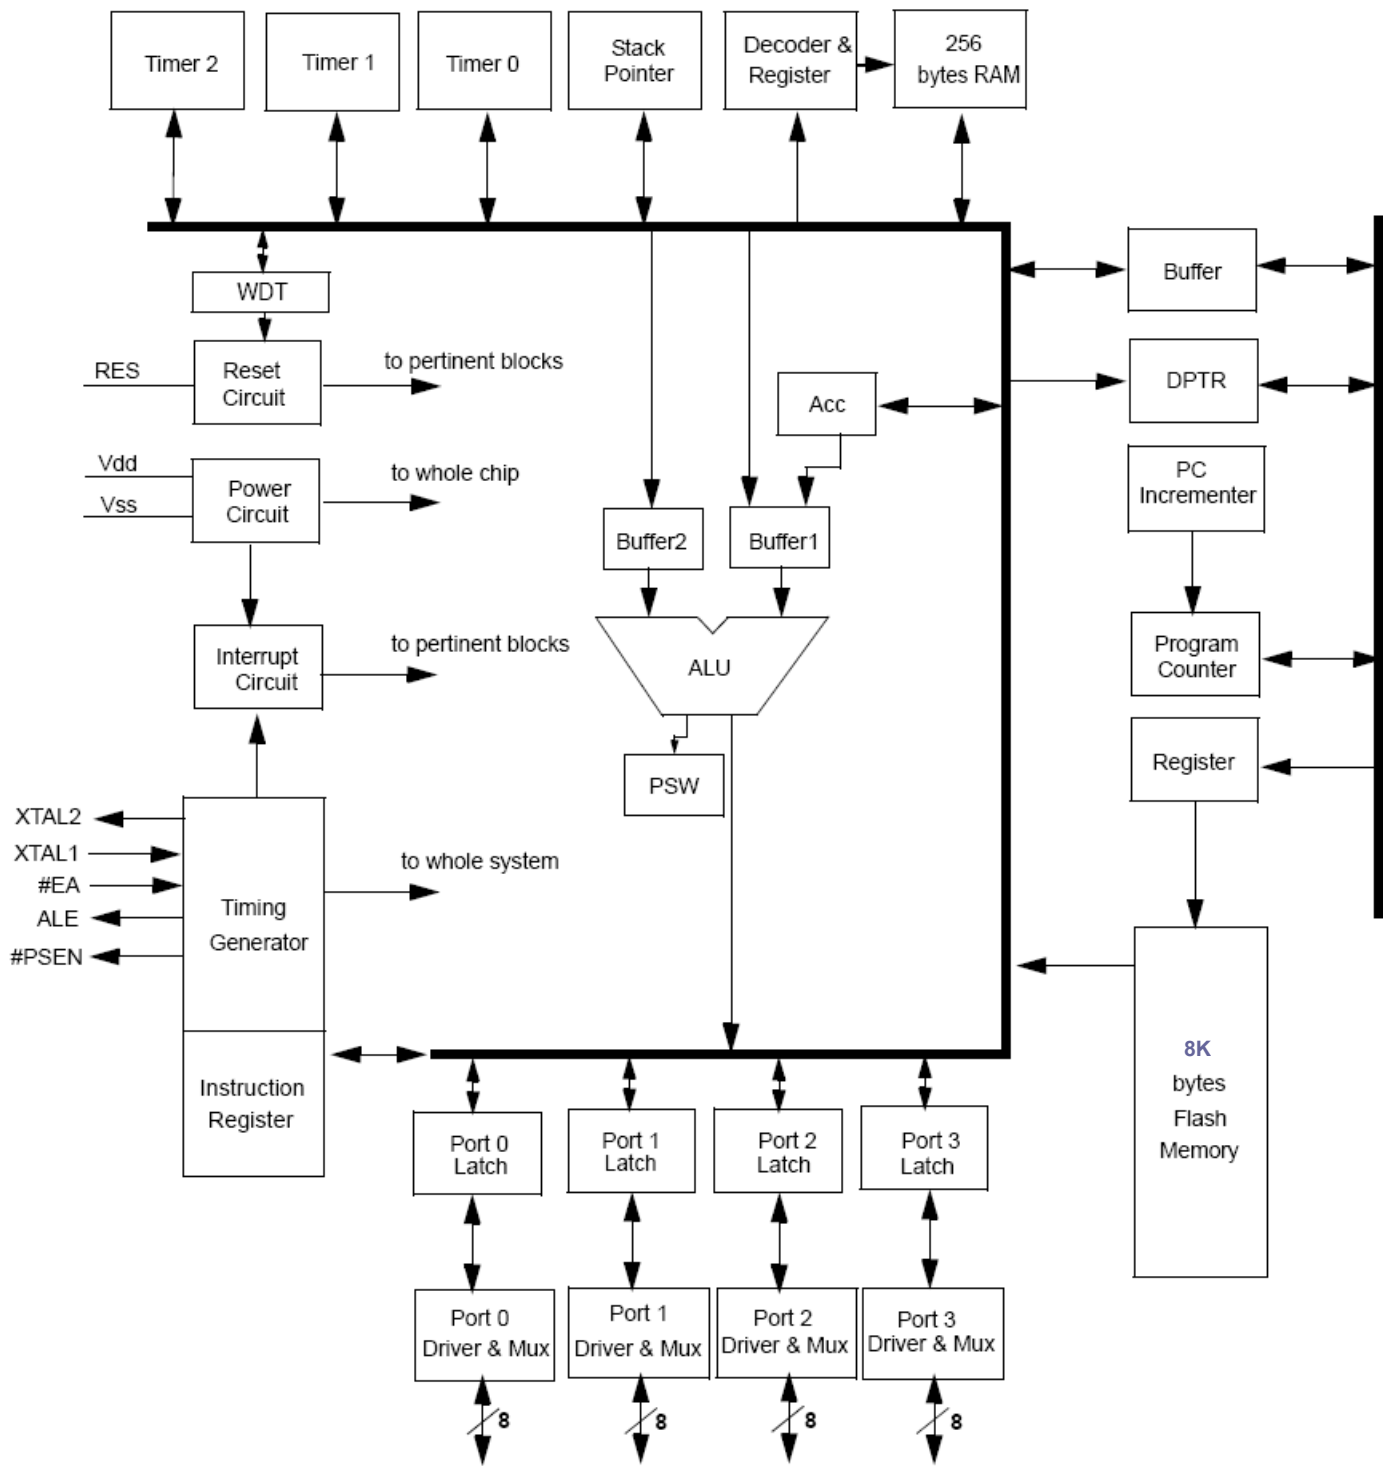 Timer 2
Timer 1
Timer 0
Stack
Pointer
Decoder &
Register
256
bytes RAM
WDT
Buffer
RES
Reset
Circuit
to pertinent blocks
Acc
DPTR
Vdd
Vss
Power
Circuit
to whole chip
PC
Incrementer
Buffer2
Buffer1
Interrupt
Circuit
to pertinent blocks
ALU
Program
Counter
PSW
Register
XTAL2
XTAL1
#EA
ALE
#PSEN
Timing
Generator
to whole system
Instruction
Register
8K
bytes
Flash
Memory
Port 0
Latch
Port 1
Latch
Port 2
Latch
Port 3
Latch
Port 0
Driver & Mux
Port 1
Driver & Mux
Port 2
Driver & Mux
Port 3
Driver & Mux
8
8
8
8